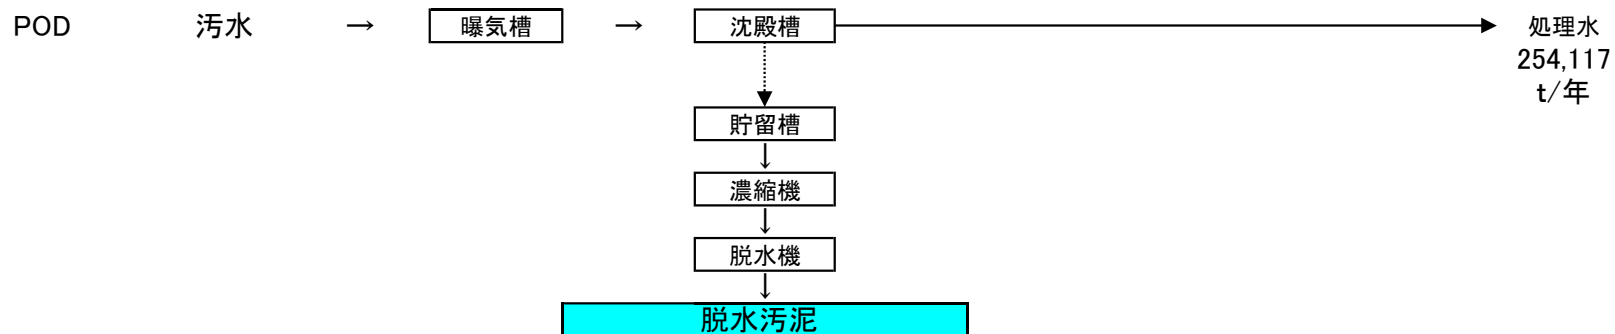 POD 汚水 → 曝気槽 → 沈殿槽 処理水
254,117
t/年
貯留槽
↓
濃縮機
↓
脱水機
↓
脱水汚泥